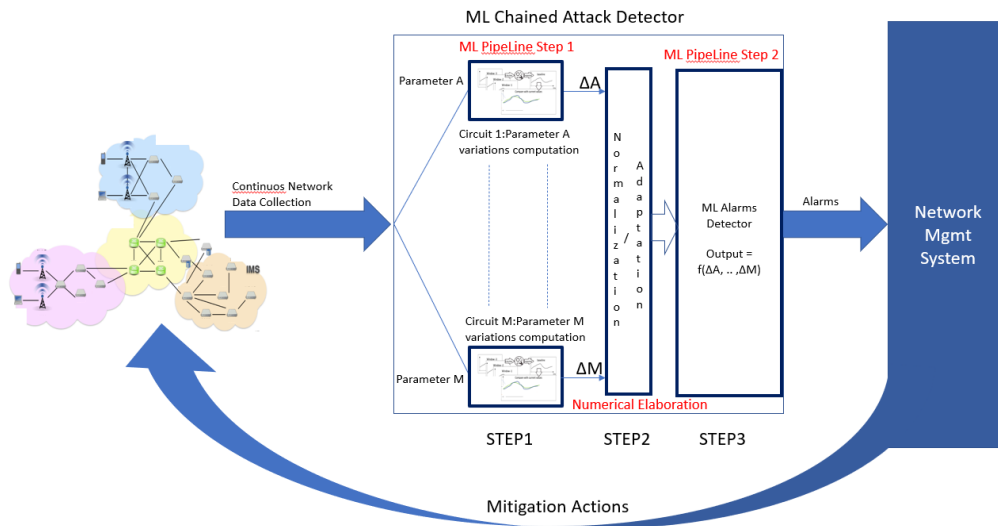 ML Chained Attack Detector
ML PipeLine Step 1
ML PipeLine Step 2
Parameter A
ΔA
Circuit 1:Parameter A
variations computation
Continuos Network
Data Collection
Normalization
/
Adaptation
ML Alarms
Detector
Output =
f(ΔA, .. ,ΔM)
Alarms
Network
Mgmt
System
IMS
Circuit M:Parameter M
variations computation
Parameter M
ΔM
Numerical Elaboration
STEP1
STEP2
STEP3
Mitigation Actions